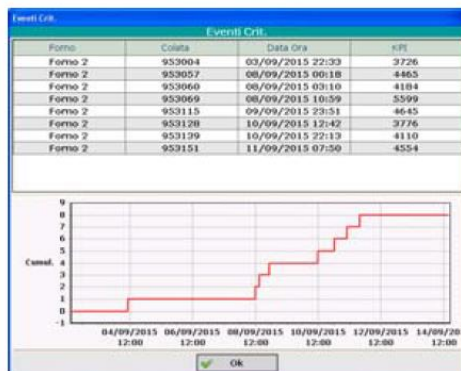 Eventi Crit.
Eventi Crit.
Forno Colata Data Ora KPI
Forno 2 953004 03/09/2015 22:33 3726
Forno 2 953057 08/09/2015 00:18 4465
Forno 2 953060 08/09/2015 03:10 4184
Forno 2 953069 08/09/2015 10:59 5599
Forno 2 953115 09/09/2015 23:51 4645
Forno 2 953128 10/09/2015 12:42 3776
Forno 2 953139 10/09/2015 22:13 4110
Forno 2 953151 11/09/2015 07:50 4554
9
8
7
6
5
Cumul. 4
3
2
1
0
-1
04/09/2015 06/09/2015 08/09/2015 10/09/2015 12/09/2015 14/09/20
12:00 12:00 12:00 12:00 12:00 12:00
Ok